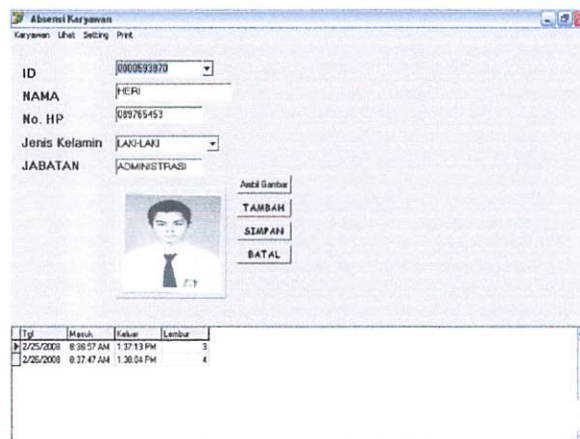 Absensi Karyawan
Karyawan Lihat Setting Print
ID 0000593870
NAMA HERI
No. HP 089765453
Jenis Kelamin LAKI-LAKI
JABATAN ADMINISTRASI
Ambil Gambar
TAMBAH
SIMPAN
BATAL
Tgl Masuk Keluar Lembur
2/25/2008 8:36:57 AM 1:37:13 PM 3
2/26/2008 8:37:47 AM 1:38:04 PM 4